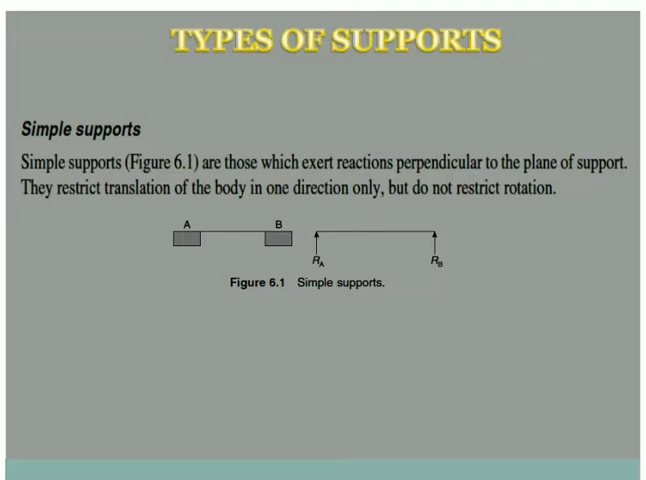 TYPES OF SUPPORTS
Simple supports
Simple supports (Figure 6.1) are those which exert reactions perpendicular to the plane of support.
They restrict translation of the body in one direction only, but do not restrict rotation.
A B
RA RB
Figure 6.1 Simple supports.